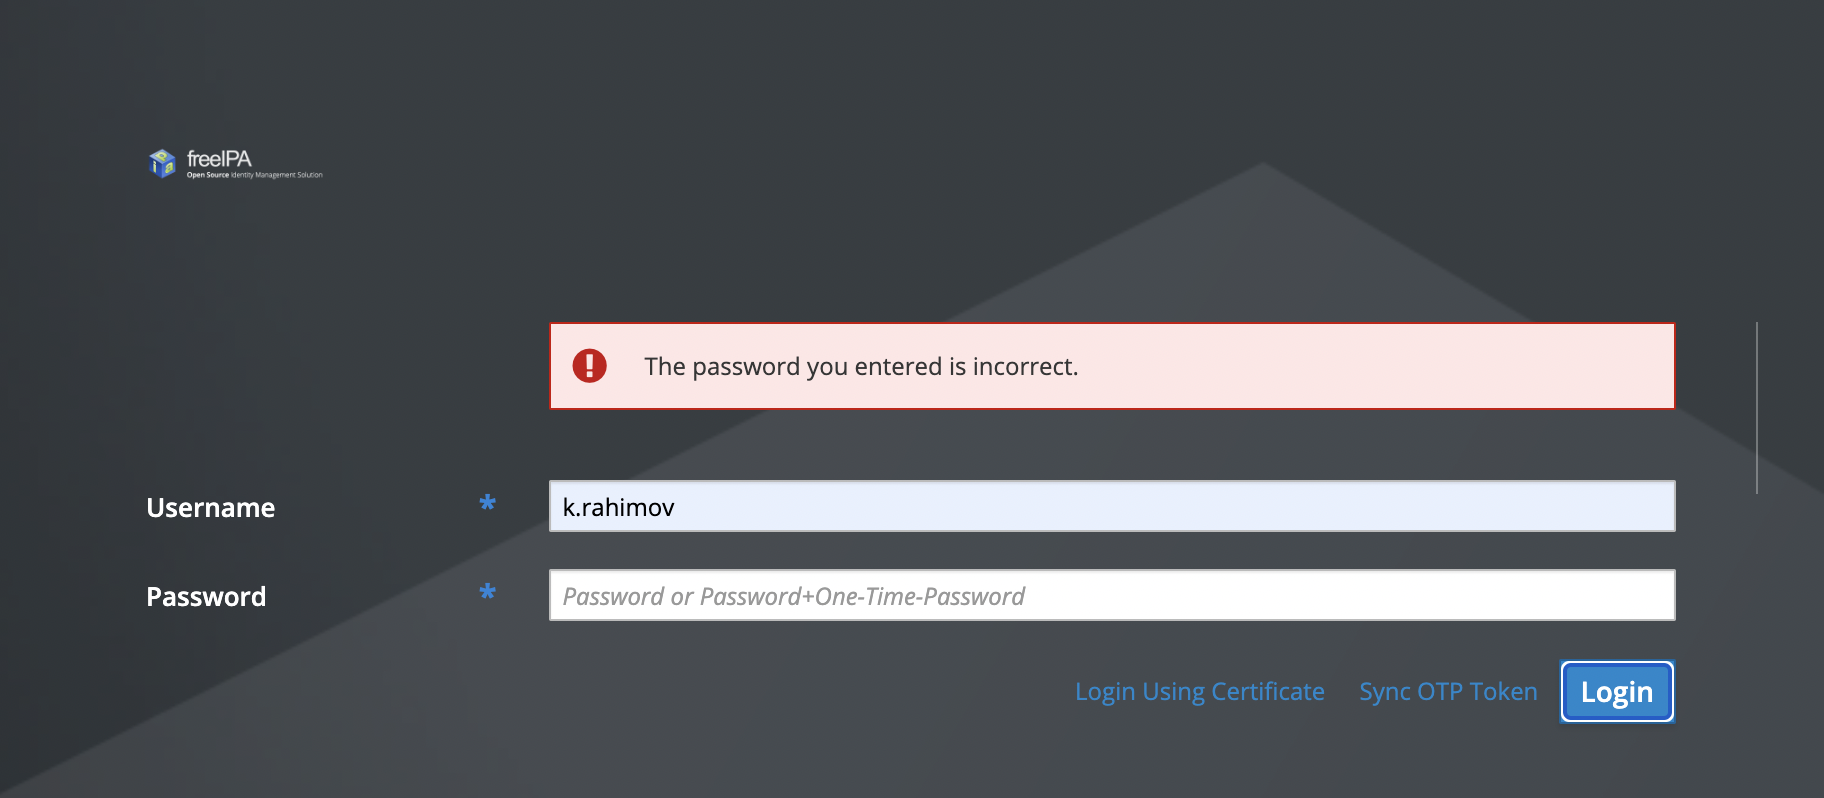 freeIPA
Open Source Identity Management Solution
The password you entered is incorrect.
Username * k.rahimov
Password * Password or Password+One-Time-Password
Login Using Certificate Sync OTP Token Login